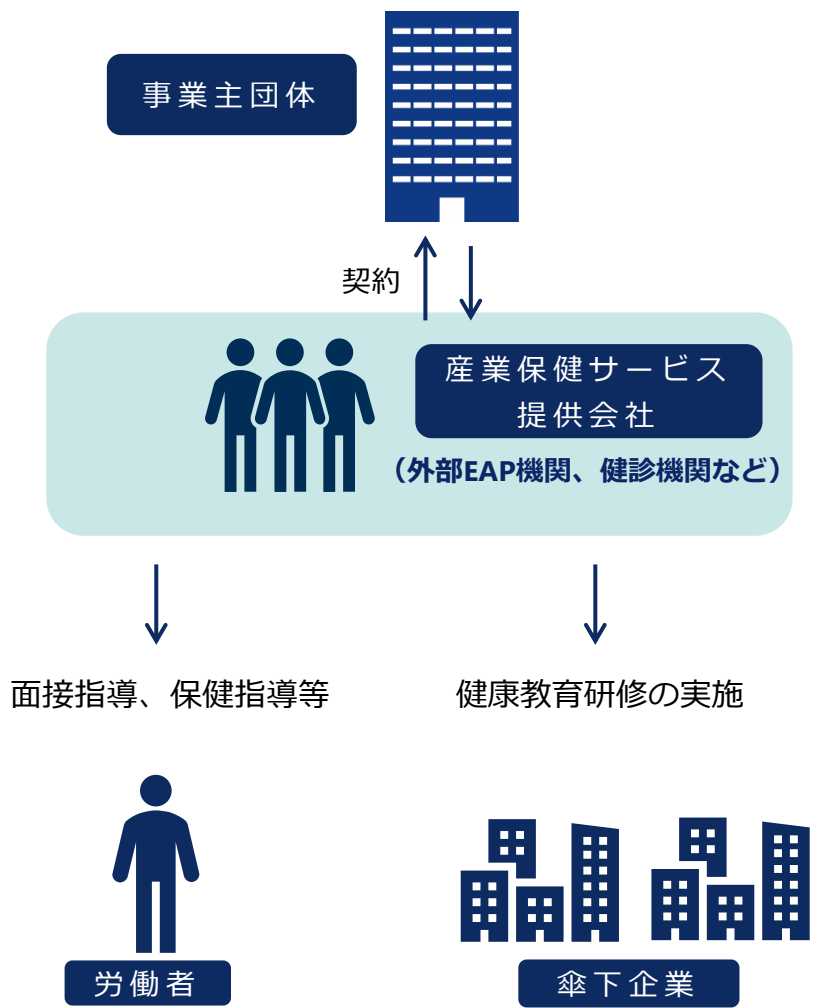 事業主団体
契約
産業保健サービス
提供会社
（外部EAP機関、健診機関など）
面接指導、保健指導等
健康教育研修の実施
労働者
傘下企業